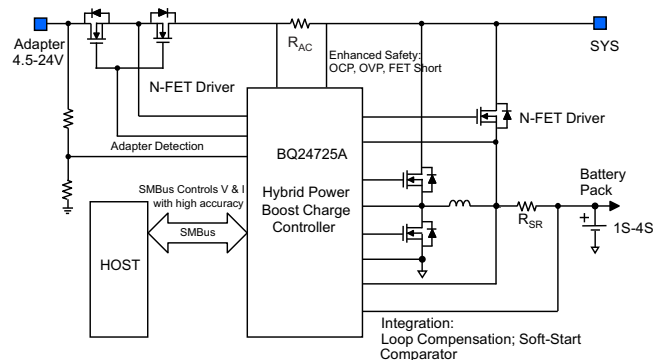 Adapter
4.5-24V
R_AC
SYS
Enhanced Safety:
OCP, OVP, FET Short
N-FET Driver
N-FET Driver
Adapter Detection
BQ24725A
Hybrid Power
Boost Charge
Controller
SMBus Controls V & I
with high accuracy
SMBus
HOST
Battery
Pack
R_SR
+
1S-4S
Integration:
Loop Compensation; Soft-Start
Comparator